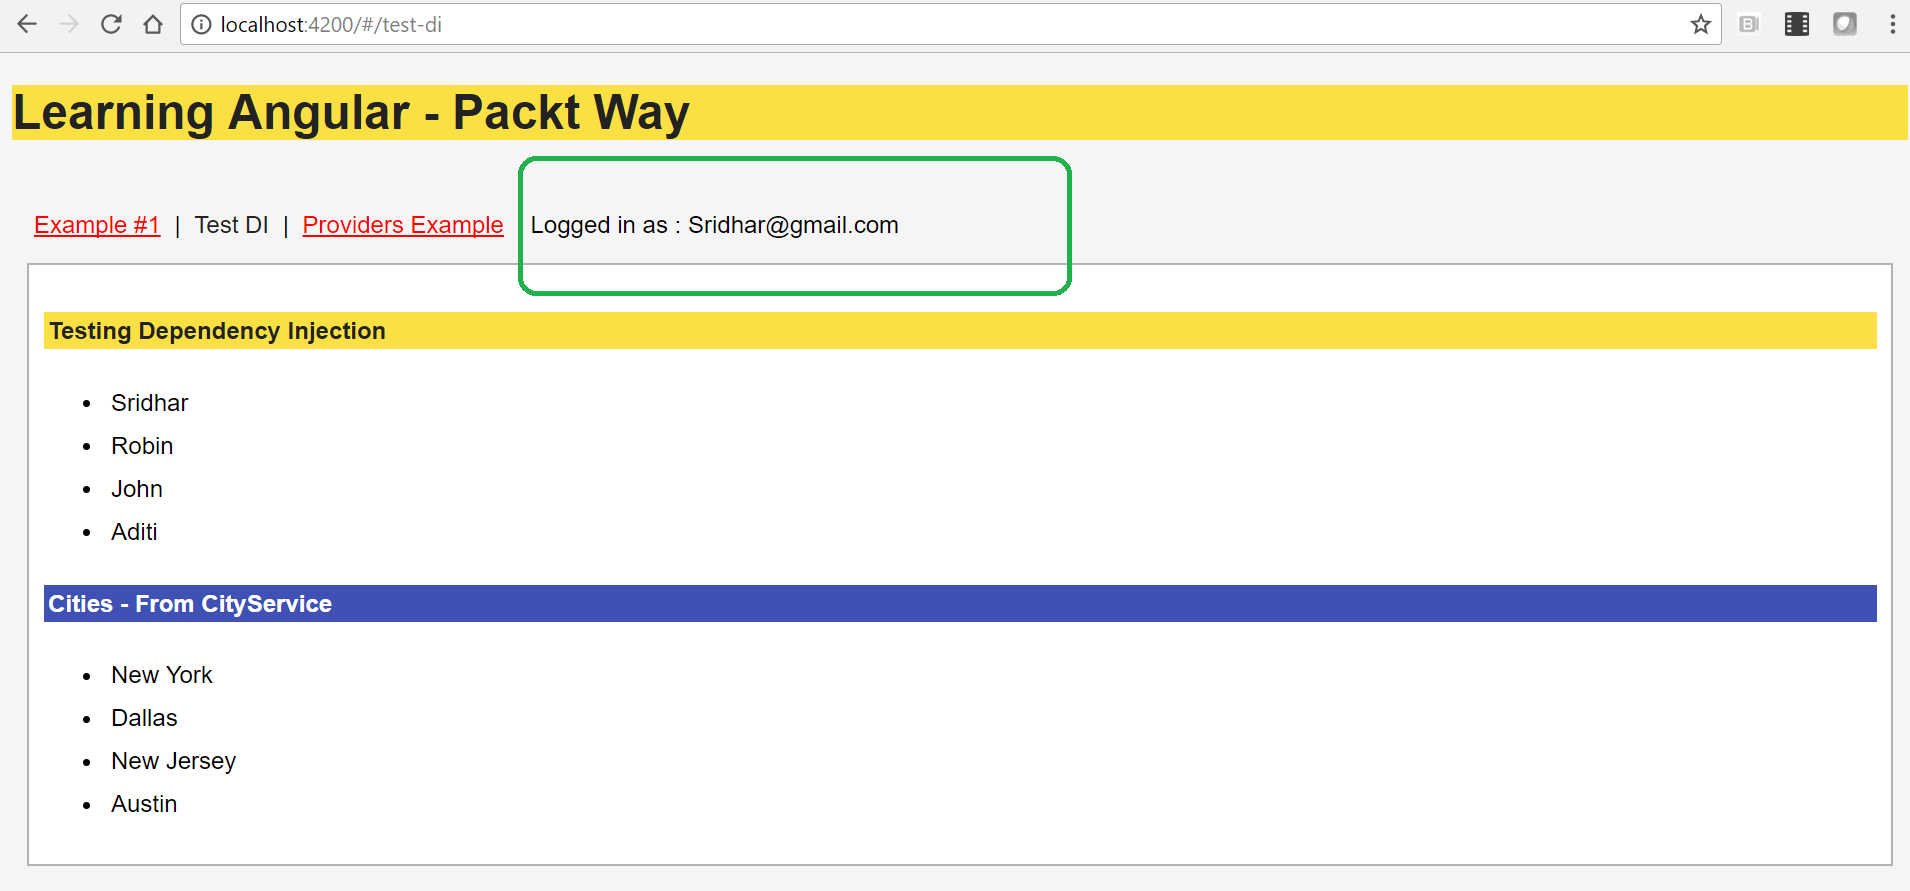 localhost:4200/#/test-di
Learning Angular - Packt Way
Example #1 | Test DI | Providers Example Logged in as : Sridhar@gmail.com
Testing Dependency Injection
• Sridhar
• Robin
• John
• Aditi
Cities - From CityService
• New York
• Dallas
• New Jersey
• Austin